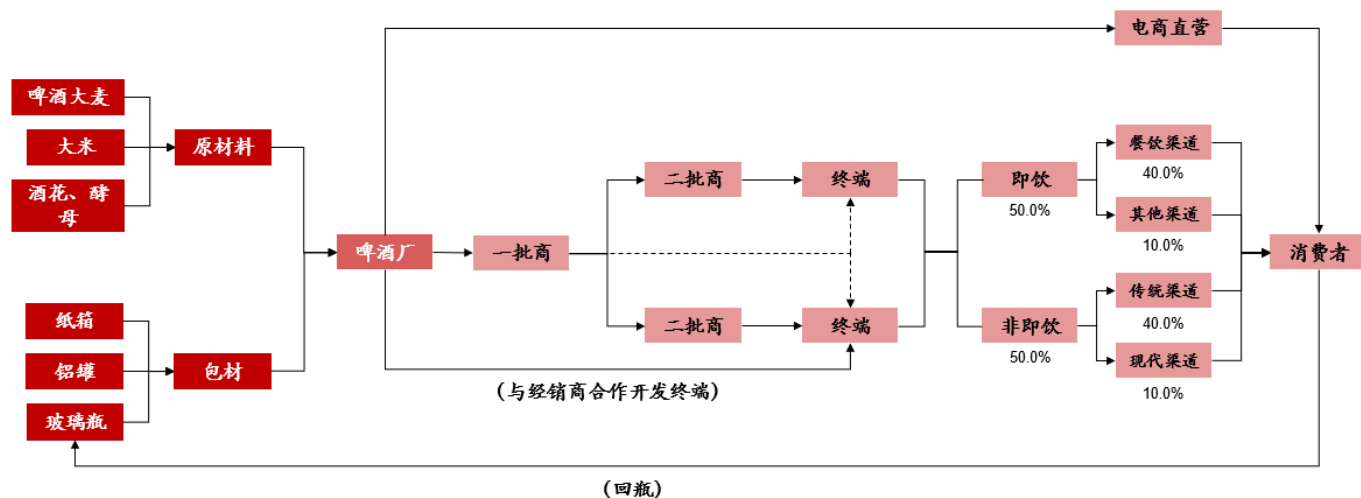 电商直营
啤酒大麦
大米
酒花、酵
母
原材料
纸箱
铝罐
玻璃瓶
包材
啤酒厂
一批商
二批商
终端
二批商
终端
(与经销商合作开发终端)
即饮
50.0%
非即饮
50.0%
餐饮渠道
40.0%
其他渠道
10.0%
传统渠道
40.0%
现代渠道
10.0%
消费者
(回瓶)